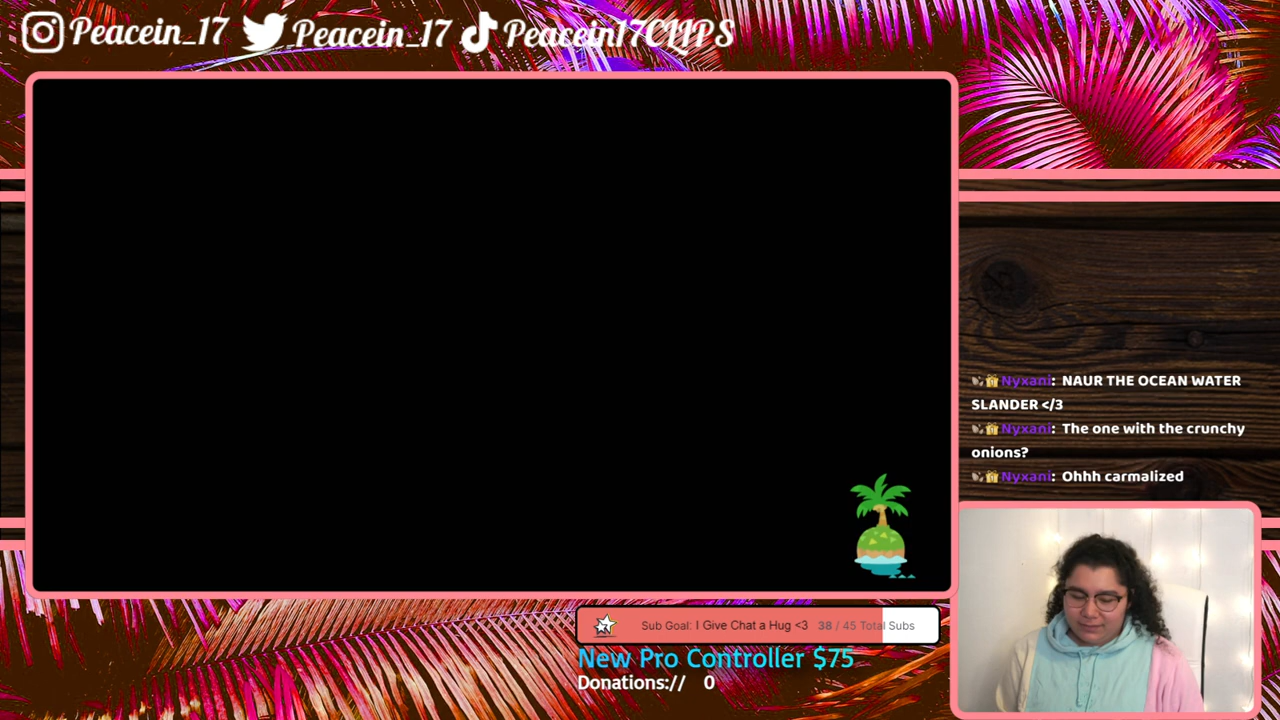 Peacein_17 Peacein_17 Peacein17CLIPS
Nyxani: NAUR THE OCEAN WATER
SLANDER </3
Nyxani: The one with the crunchy
onions?
Nyxani: Ohhh carmalized
Sub Goal: I Give Chat a Hug <3 38 / 45 Total Subs
New Pro Controller $75
Donations:// 0